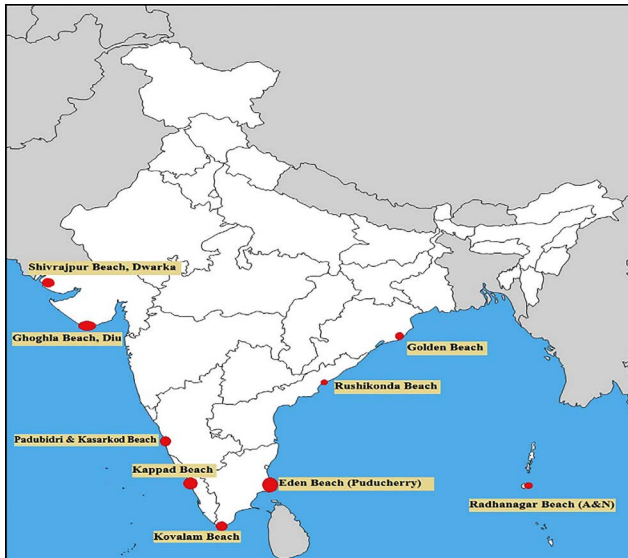 Shivrajpur Beach, Dwarka
Ghoghla Beach, Diu
Golden Beach
Rushikonda Beach
Padubidri & Kasarkod Beach
Kappad Beach
Eden Beach (Puducherry)
Radhanagar Beach (A&N)
Kovalam Beach